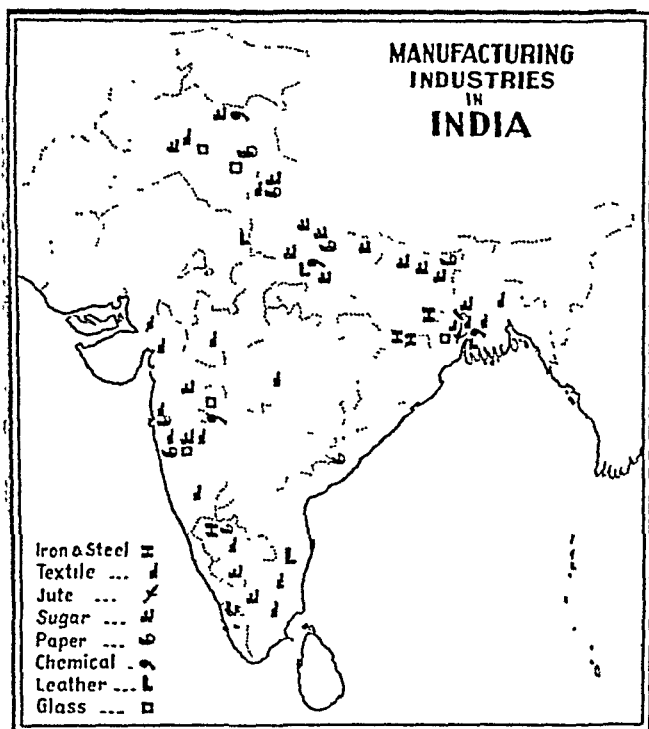 MANUFACTURING
INDUSTRIES
IN
INDIA
Iron & Steel
Textile ...
Jute ...
Sugar ...
Paper ...
Chemical .
Leather ...
Glass ...